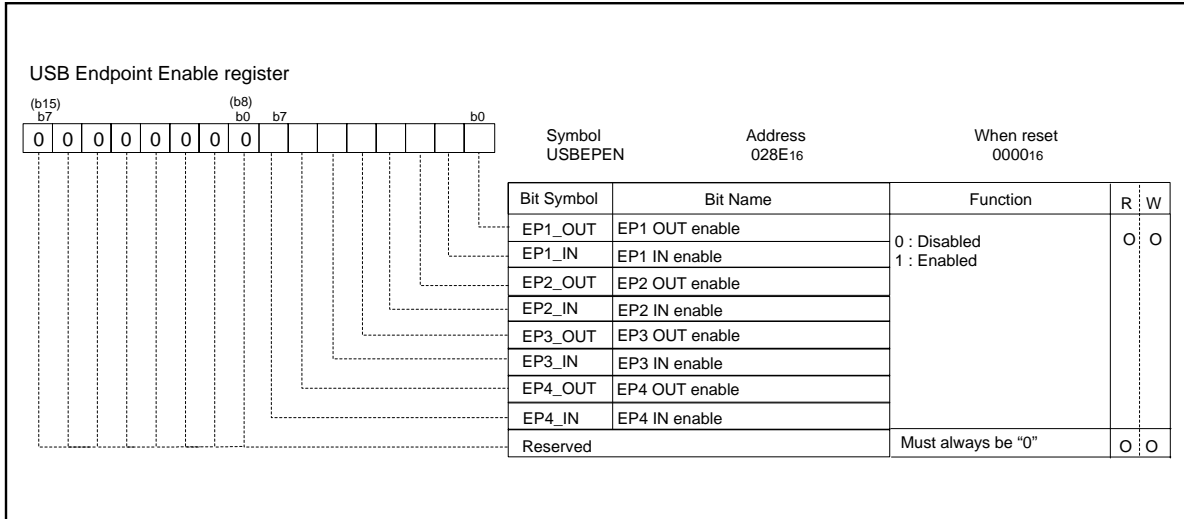 USB Endpoint Enable register
(b15) (b8)
b7 b0 b7 b0
0 0 0 0 0 0 0 0
Symbol Address When reset
USBEPEN 028E16 000016
Bit Symbol Bit Name Function R W
EP1_OUT EP1 OUT enable 0 : Disabled O O
EP1_IN EP1 IN enable 1 : Enabled
EP2_OUT EP2 OUT enable
EP2_IN EP2 IN enable
EP3_OUT EP3 OUT enable
EP3_IN EP3 IN enable
EP4_OUT EP4 OUT enable
EP4_IN EP4 IN enable
Reserved Must always be “0” O O